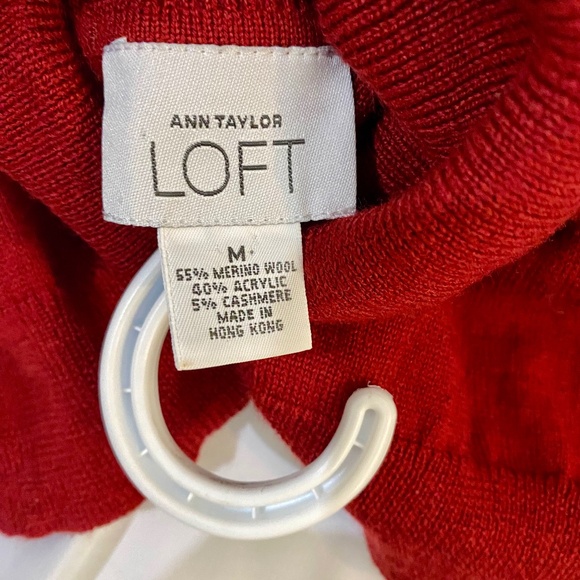 ANN TAYLOR
LOFT
M
55% MERINO WOOL
40% ACRYLIC
5% CASHMERE
MADE IN
HONG KONG